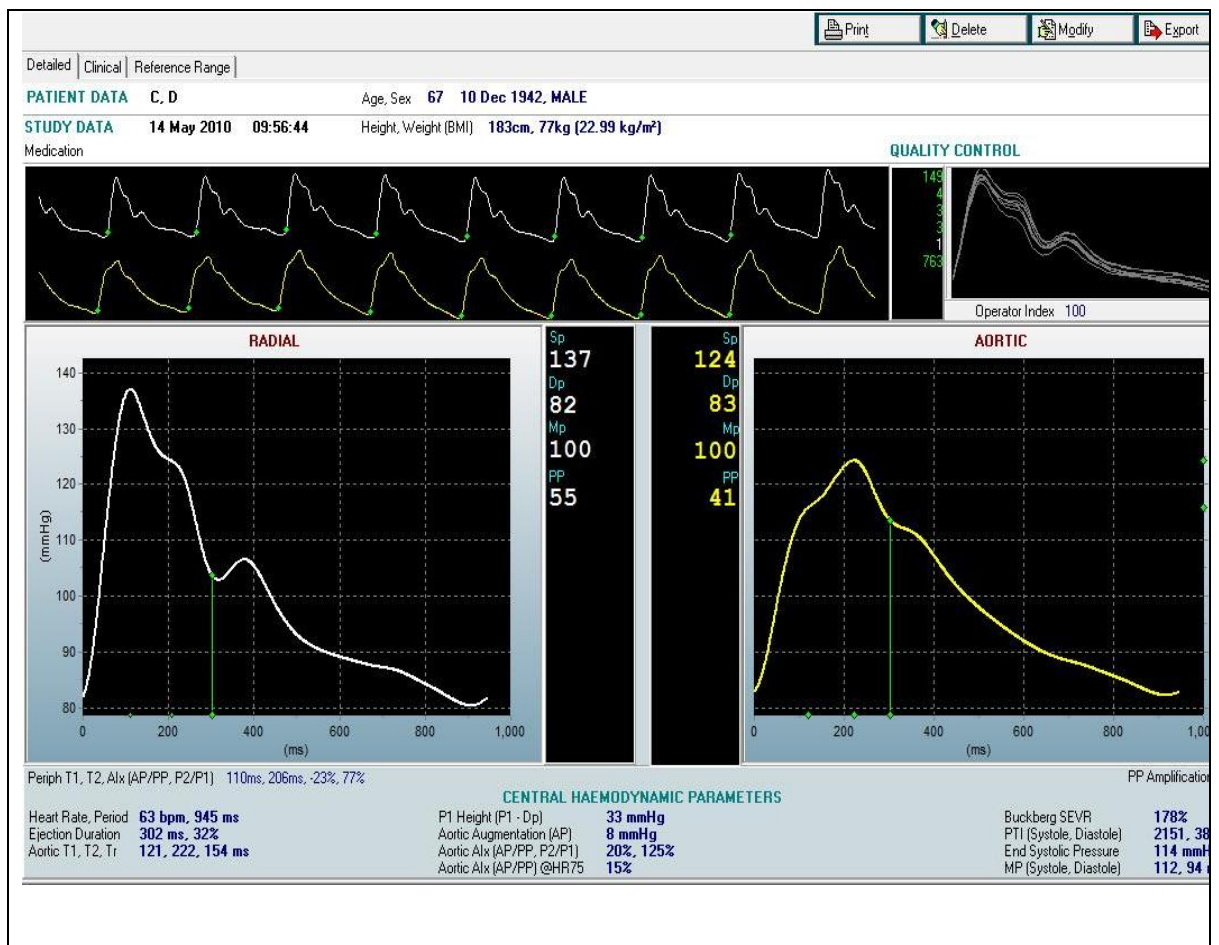 Print Delete Modify Export
Detailed Clinical Reference Range
PATIENT DATA C, D Age, Sex 67 10 Dec 1942, MALE
STUDY DATA 14 May 2010 09:56:44 Height, Weight (BMI) 183cm, 77kg (22.99 kg/m²)
Medication QUALITY CONTROL
149
4
3
3
1
763
Operator Index 100
RADIAL
140
130
120
110
100
90
80
(mmHg)
0 200 400 600 800 1,000
(ms)
Sp
137
Dp
82
Mp
100
PP
55
Sp
124
Dp
83
Mp
100
PP
41
AORTIC
0 200 400 600 800 1,00
(ms)
Periph T1, T2, AIx (AP/PP, P2/P1) 110ms, 206ms, -23%, 77% PP Amplification
CENTRAL HAEMODYNAMIC PARAMETERS
Heart Rate, Period 63 bpm, 945 ms P1 Height (P1 - Dp) 33 mmHg Buckberg SEVR 178%
Ejection Duration 302 ms, 32% Aortic Augmentation (AP) 8 mmHg PTI (Systole, Diastole) 2151, 38
Aortic T1, T2, Tr 121, 222, 154 ms Aortic AIx (AP/PP, P2/P1) 20%, 125% End Systolic Pressure 114 mmH
Aortic AIx (AP/PP) @HR75 15% MP (Systole, Diastole) 112, 94